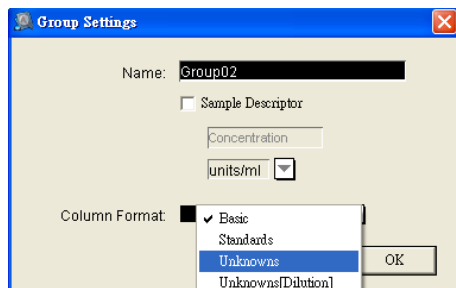 Group Settings
Name: Group02
Sample Descriptor
Concentration
units/ml
Column Format:
✓ Basic
Standards
Unknowns
OK
Unknowns[Dilution]